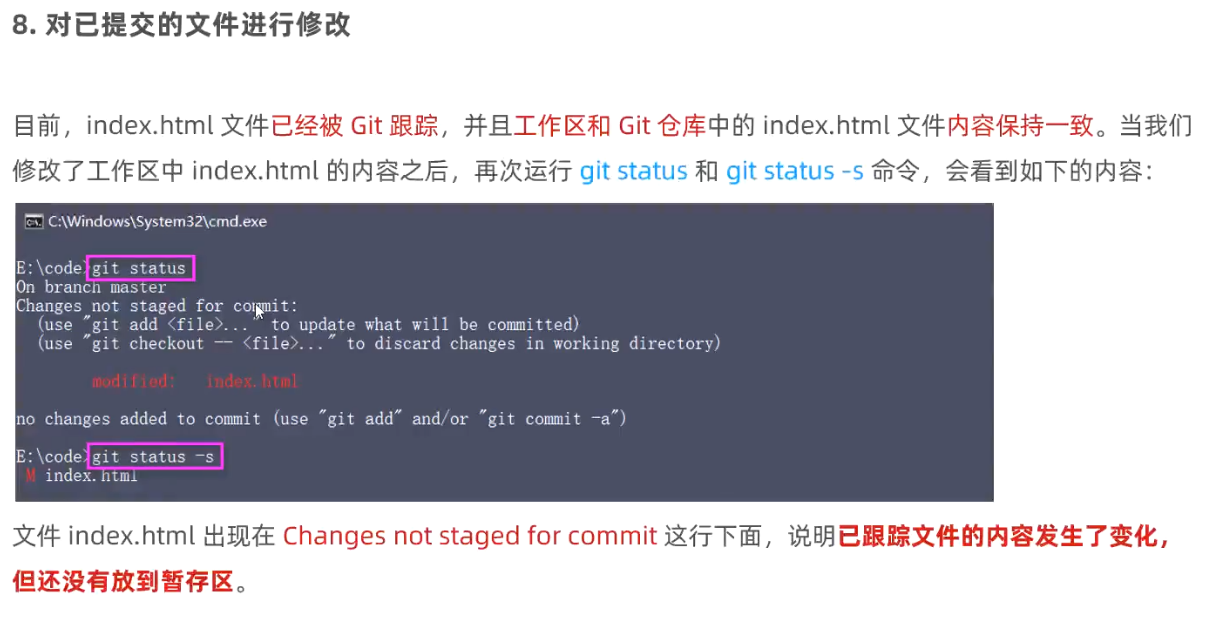 8. 对已提交的文件进行修改
目前，index.html 文件已经被 Git 跟踪，并且工作区和 Git 仓库中的 index.html 文件内容保持一致。当我们
修改了工作区中 index.html 的内容之后，再次运行 git status 和 git status -s 命令，会看到如下的内容：
C:\Windows\System32\cmd.exe
E:\code>git status
On branch master
Changes not staged for commit:
(use "git add <file>..." to update what will be committed)
(use "git checkout -- <file>..." to discard changes in working directory)
modified: index.html
no changes added to commit (use "git add" and/or "git commit -a")
E:\code>git status -s
M index.html
文件 index.html 出现在 Changes not staged for commit 这行下面，说明已跟踪文件的内容发生了变化，
但还没有放到暂存区。